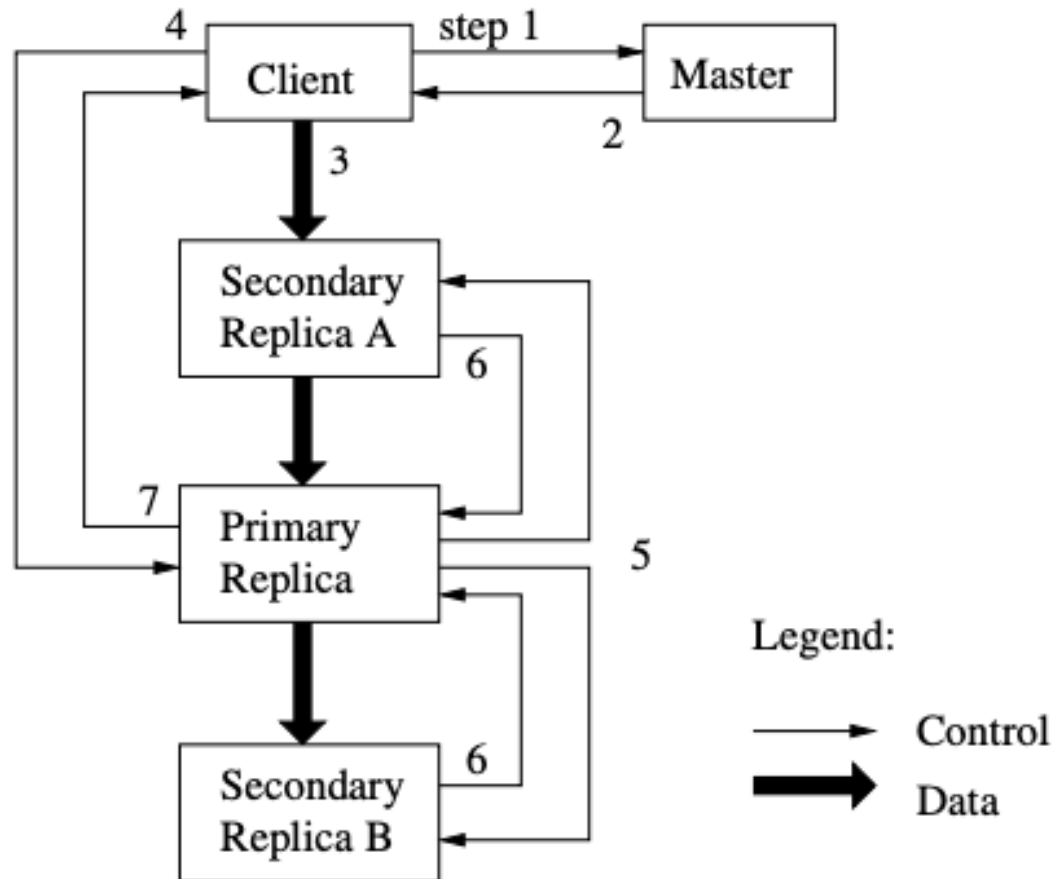 4
step 1
Client
Master
2
3
Secondary
Replica A
6
7
Primary
Replica
5
Legend:
6
Control
Secondary
Replica B
Data